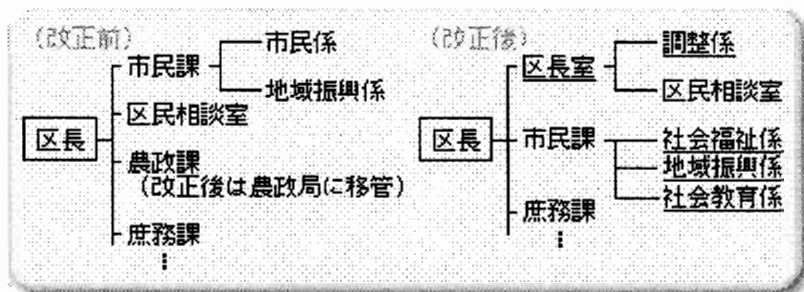 （改正前）
区長
市民課
市民係
地域振興係
区民相談室
農政課
（改正後は農政局に移管）
庶務課
（改正後）
区長
区長室
調整係
区民相談室
市民課
社会福祉係
地域振興係
社会教育係
庶務課